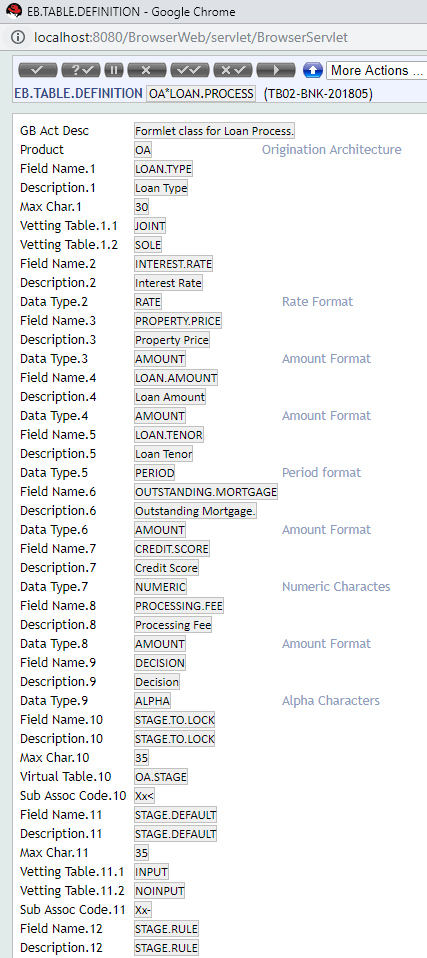 EB.TABLE.DEFINITION - Google Chrome
localhost:8080/BrowserWeb/servlet/BrowserServlet
More Actions ...
EB.TABLE.DEFINITION OA*LOAN.PROCESS (TB02-BNK-201805)
GB Act Desc Formlet class for Loan Process.
Product OA Origination Architecture
Field Name.1 LOAN.TYPE
Description.1 Loan Type
Max Char.1 30
Vetting Table.1.1 JOINT
Vetting Table.1.2 SOLE
Field Name.2 INTEREST.RATE
Description.2 Interest Rate
Data Type.2 RATE Rate Format
Field Name.3 PROPERTY.PRICE
Description.3 Property Price
Data Type.3 AMOUNT Amount Format
Field Name.4 LOAN.AMOUNT
Description.4 Loan Amount
Data Type.4 AMOUNT Amount Format
Field Name.5 LOAN.TENOR
Description.5 Loan Tenor
Data Type.5 PERIOD Period format
Field Name.6 OUTSTANDING.MORTGAGE
Description.6 Outstanding Mortgage.
Data Type.6 AMOUNT Amount Format
Field Name.7 CREDIT.SCORE
Description.7 Credit Score
Data Type.7 NUMERIC Numeric Charactes
Field Name.8 PROCESSING.FEE
Description.8 Processing Fee
Data Type.8 AMOUNT Amount Format
Field Name.9 DECISION
Description.9 Decision
Data Type.9 ALPHA Alpha Characters
Field Name.10 STAGE.TO.LOCK
Description.10 STAGE.TO.LOCK
Max Char.10 35
Virtual Table.10 OA.STAGE
Sub Assoc Code.10 Xx<
Field Name.11 STAGE.DEFAULT
Description.11 STAGE.DEFAULT
Max Char.11 35
Vetting Table.11.1 INPUT
Vetting Table.11.2 NOINPUT
Sub Assoc Code.11 Xx-
Field Name.12 STAGE.RULE
Description.12 STAGE.RULE